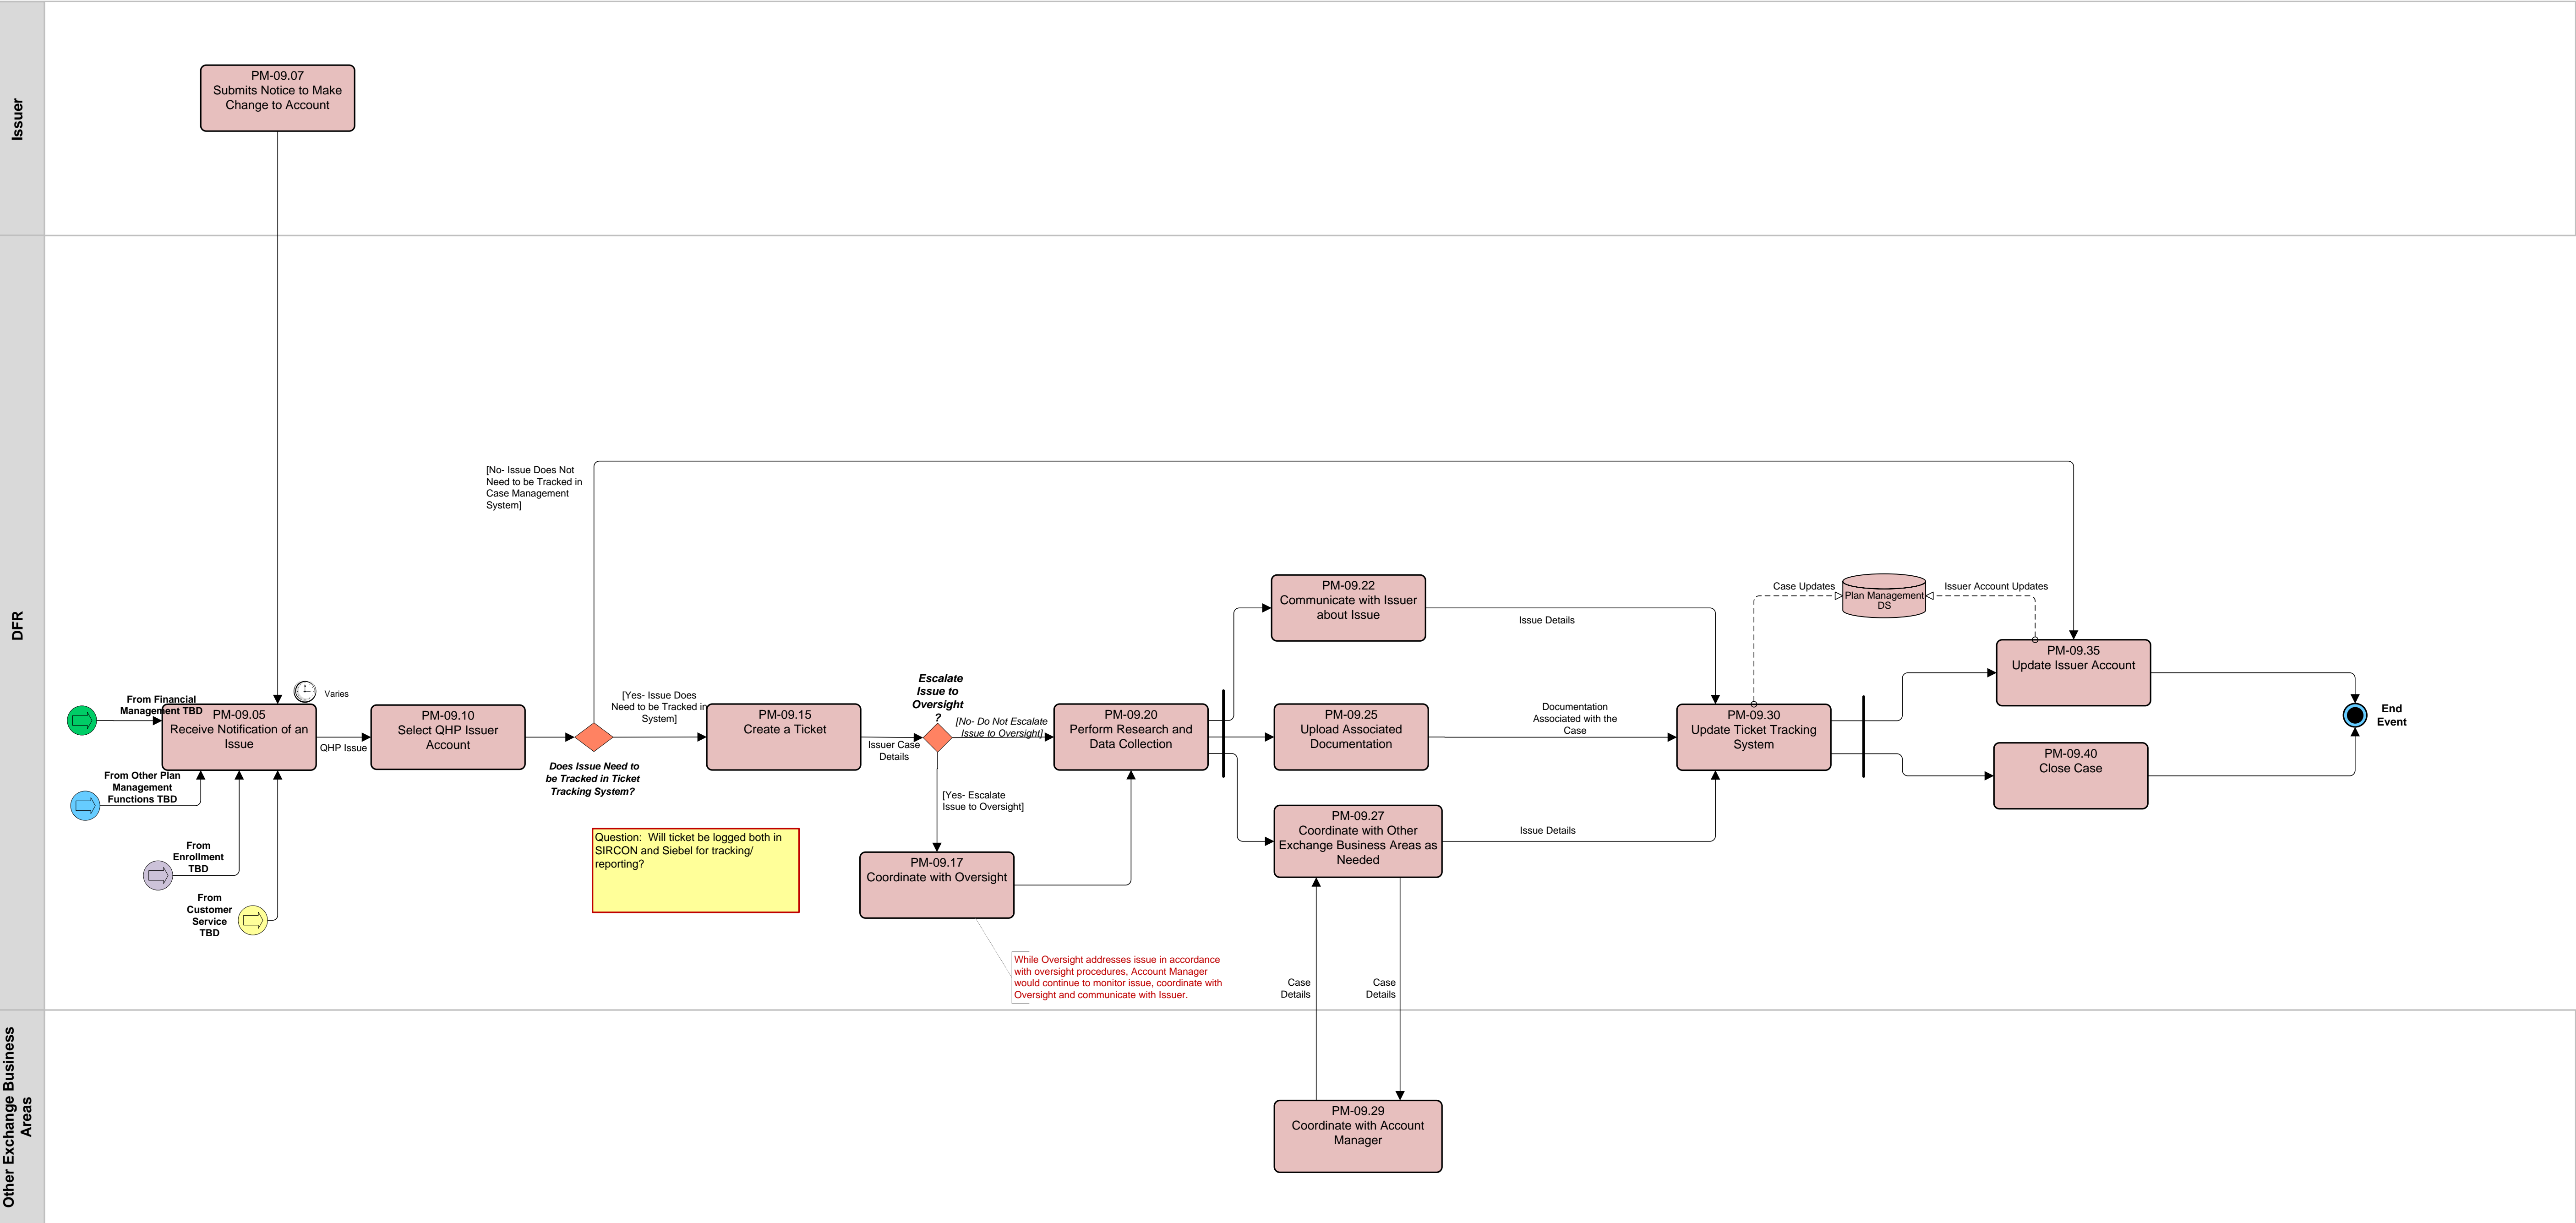 Issuer
PM-09.07
Submits Notice to Make
Change to Account
DFR
[No- Issue Does Not
Need to be Tracked in
Case Management
System]
From Financial
Management TBD
From Other Plan
Management
Functions TBD
From
Enrollment
TBD
From
Customer
Service
TBD
Varies
PM-09.05
Receive Notification of an
Issue
QHP Issue
PM-09.10
Select QHP Issuer
Account
Does Issue Need to
be Tracked in Ticket
Tracking System?
[Yes- Issue Does
Need to be Tracked in
System]
Question:  Will ticket be logged both in
SIRCON and Siebel for tracking/
reporting?
PM-09.15
Create a Ticket
Issuer Case
Details
Escalate
Issue to
Oversight
?
[No- Do Not Escalate
Issue to Oversight]
[Yes- Escalate
Issue to Oversight]
PM-09.17
Coordinate with Oversight
While Oversight addresses issue in accordance
with oversight procedures, Account Manager
would continue to monitor issue, coordinate with
Oversight and communicate with Issuer.
PM-09.20
Perform Research and
Data Collection
PM-09.22
Communicate with Issuer
about Issue
Issue Details
PM-09.25
Upload Associated
Documentation
Documentation
Associated with the
Case
PM-09.27
Coordinate with Other
Exchange Business Areas as
Needed
Issue Details
Case
Details
Case
Details
PM-09.30
Update Ticket Tracking
System
Case Updates
Plan Management
DS
Issuer Account Updates
PM-09.35
Update Issuer Account
PM-09.40
Close Case
End
Event
Other Exchange Business
Areas
PM-09.29
Coordinate with Account
Manager